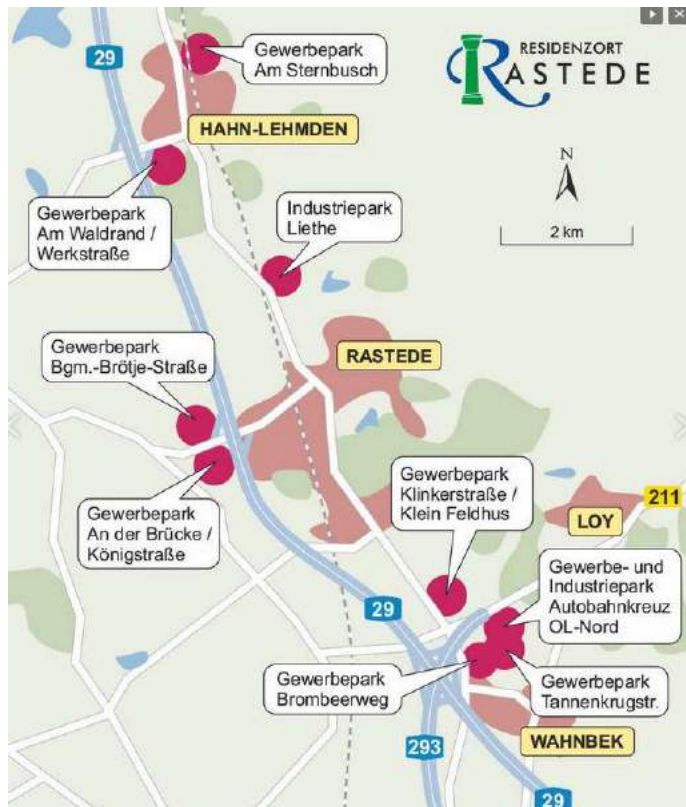 29
Gewerbepark
Am Sternbusch
RESIDENZORT
RASTEDE
HAHN-LEHMDEN
N
2 km
Gewerbepark
Am Waldrand /
Werkstraße
Industriepark
Liethe
Gewerbepark
Bgm.-Brötje-Straße
RASTEDE
Gewerbepark
An der Brücke /
Königstraße
Gewerbepark
Klinkerstraße /
Klein Feldhus
211
LOY
Gewerbe- und
Industriepark
Autobahnkreuz
OL-Nord
29
Gewerbepark
Brombeerweg
Gewerbepark
Tannenkrugstr.
293
WAHNBEK
29